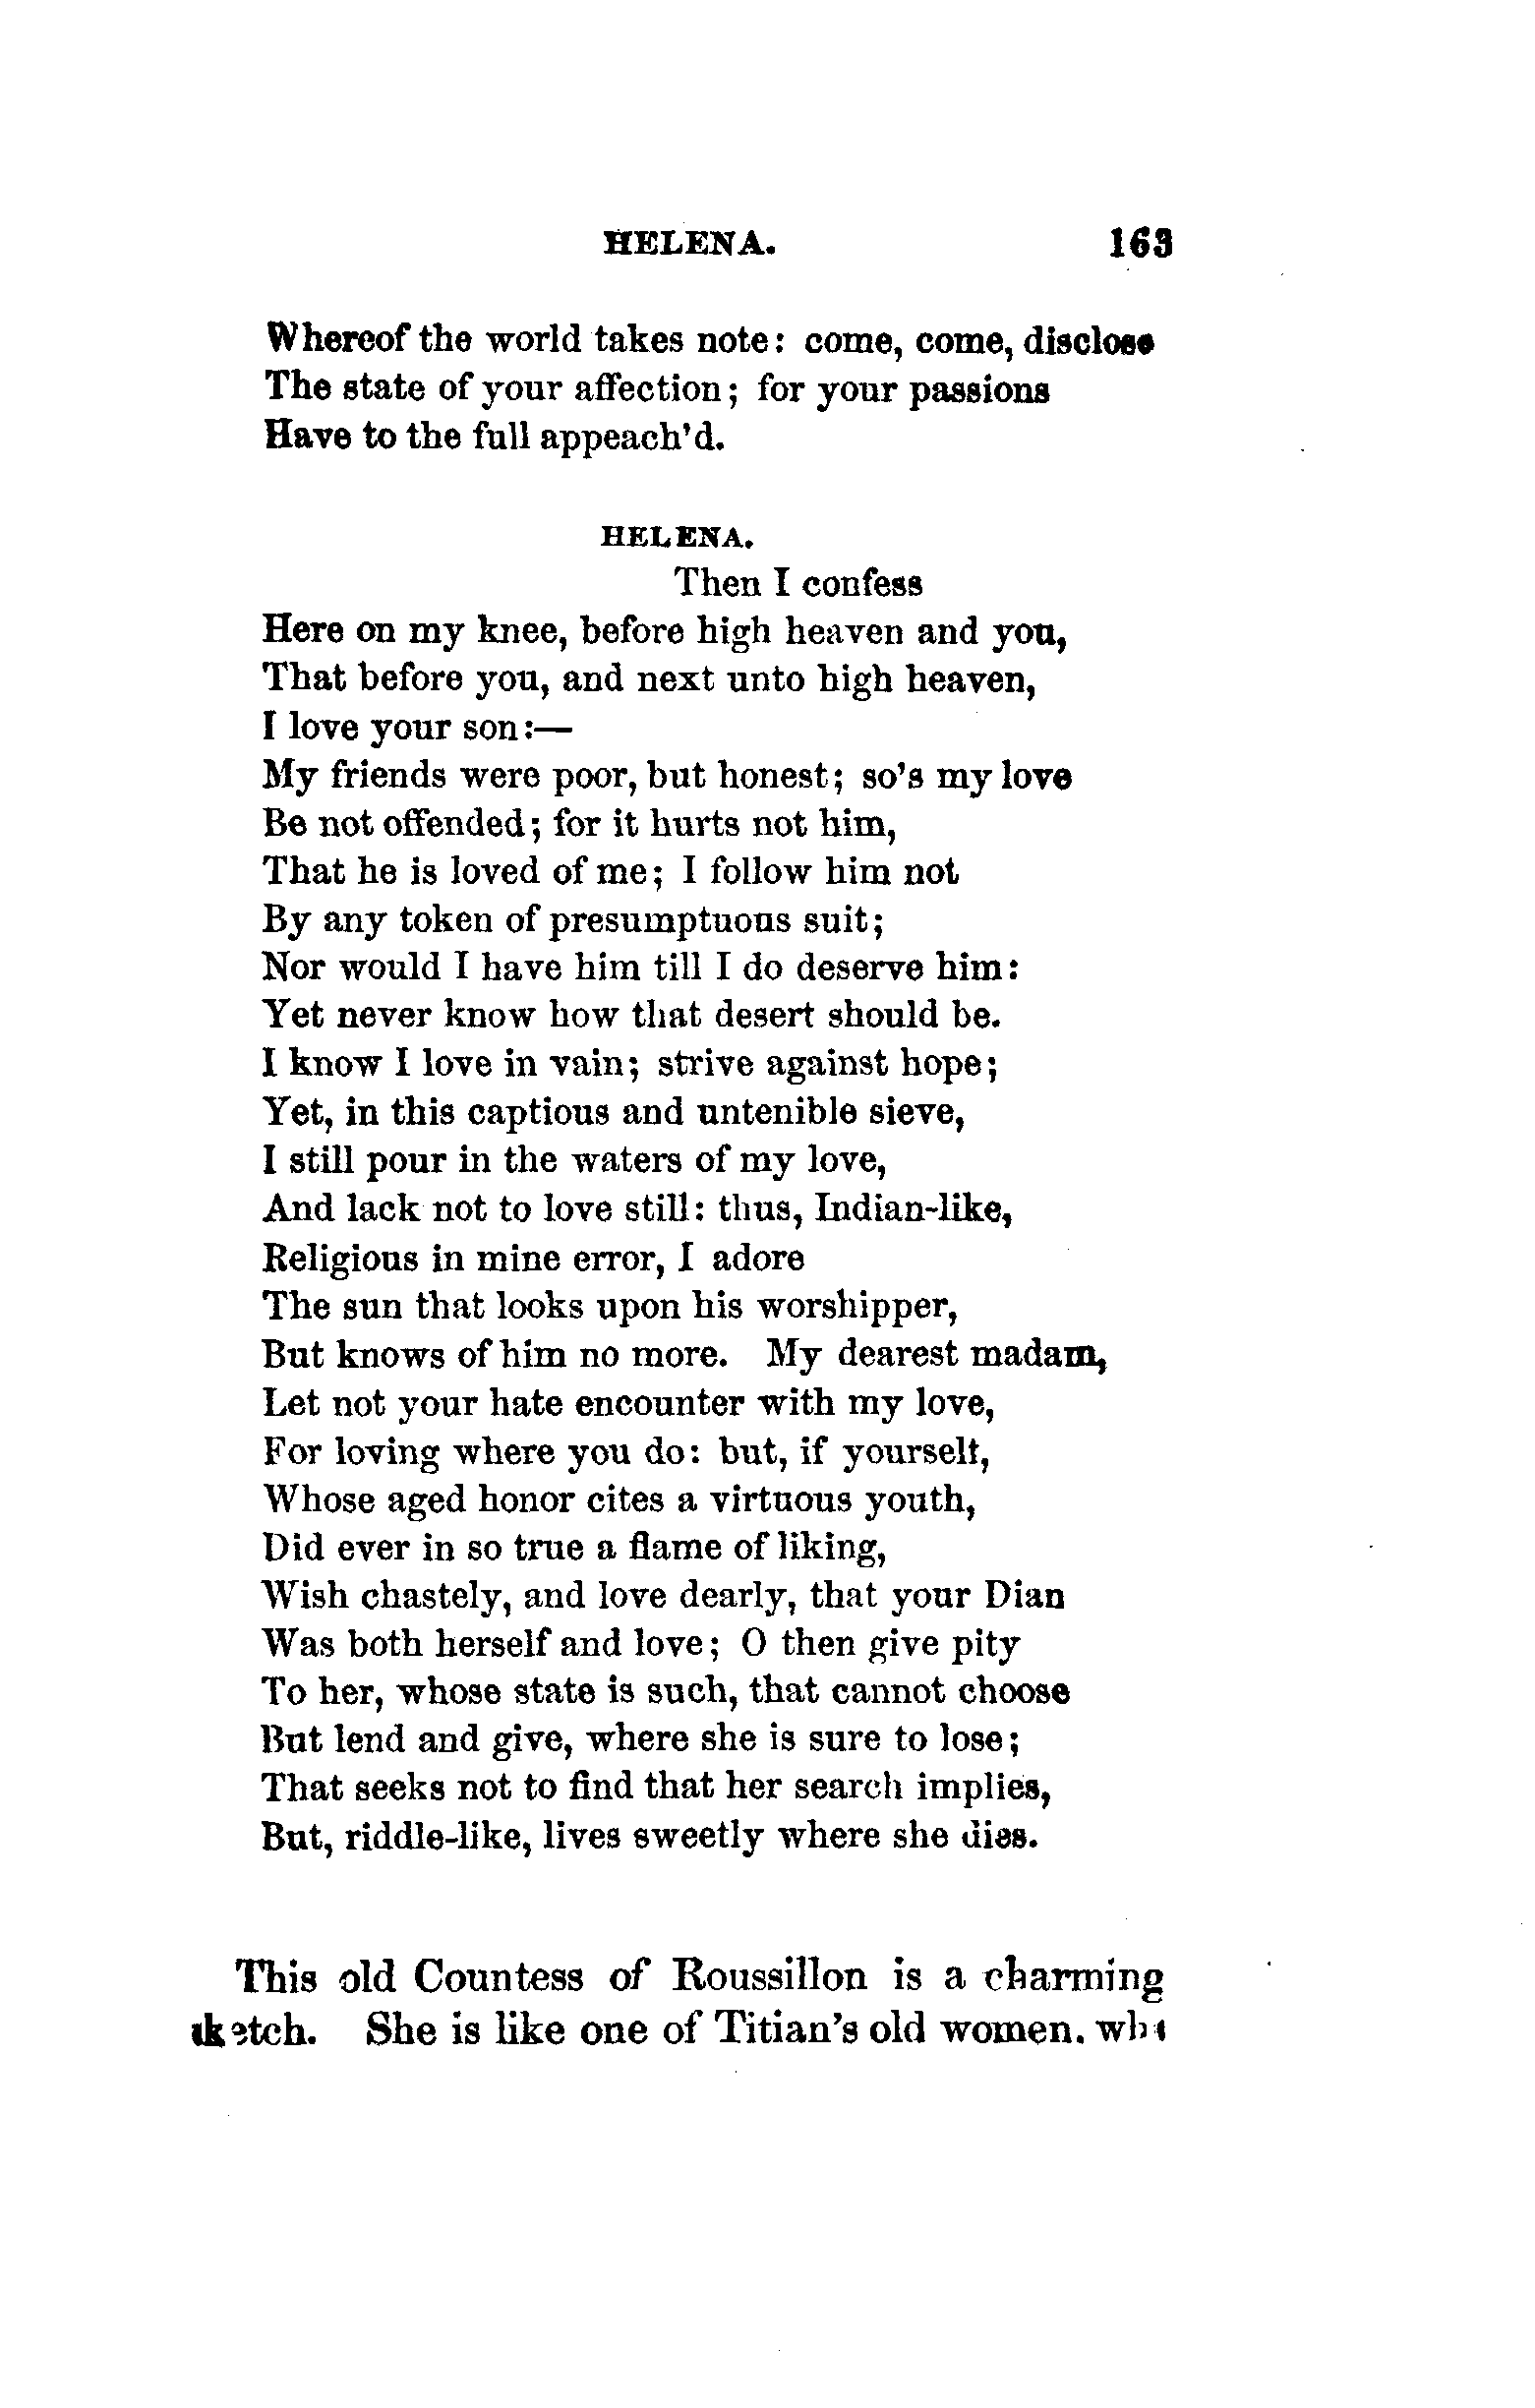 HELENA. 163
Whereof the world takes note: come, come, disclose
The state of your affection; for your passions
Have to the full appeach'd.
HELENA.
Then I confess
Here on my knee, before high heaven and you,
That before you, and next unto high heaven,
I love your son:—
My friends were poor, but honest; so's my love
Be not offended; for it hurts not him,
That he is loved of me; I follow him not
By any token of presumptuous suit;
Nor would I have him till I do deserve him:
Yet never know how that desert should be.
I know I love in vain; strive against hope;
Yet, in this captious and untenible sieve,
I still pour in the waters of my love,
And lack not to love still: thus, Indian-like,
Religious in mine error, I adore
The sun that looks upon his worshipper,
But knows of him no more. My dearest madam,
Let not your hate encounter with my love,
For loving where you do: but, if yourself,
Whose aged honor cites a virtuous youth,
Did ever in so true a flame of liking,
Wish chastely, and love dearly, that your Dian
Was both herself and love; O then give pity
To her, whose state is such, that cannot choose
But lend and give, where she is sure to lose;
That seeks not to find that her search implies,
But, riddle-like, lives sweetly where she dies.
This old Countess of Roussillon is a charming
sketch. She is like one of Titian's old women.